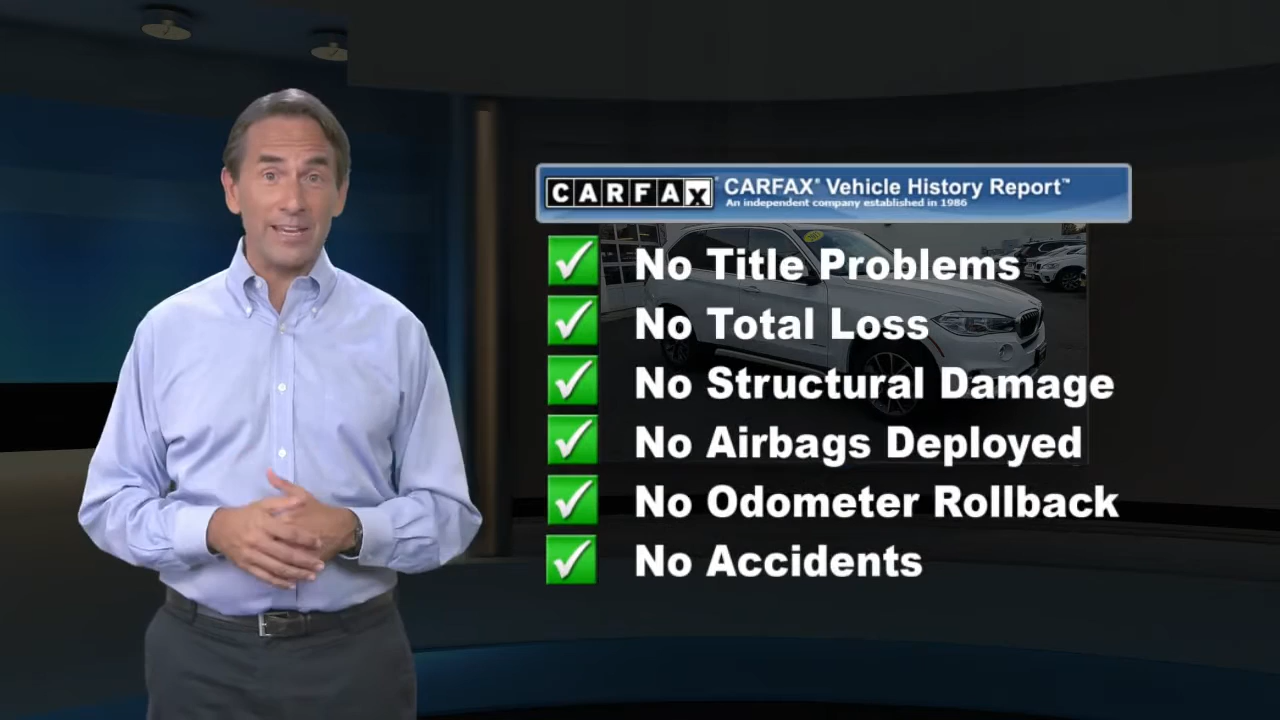 CARFAX® CARFAX® Vehicle History Report™
An independent company established in 1986
No Title Problems
No Total Loss
No Structural Damage
No Airbags Deployed
No Odometer Rollback
No Accidents